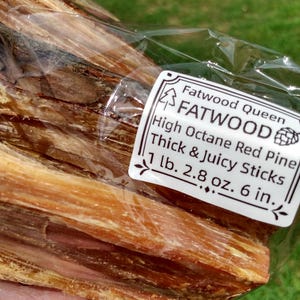 Fatwood Queen
FATWOOD
High Octane Red Pine
Thick & Juicy Sticks
1 lb. 2.8 oz. 6 in.